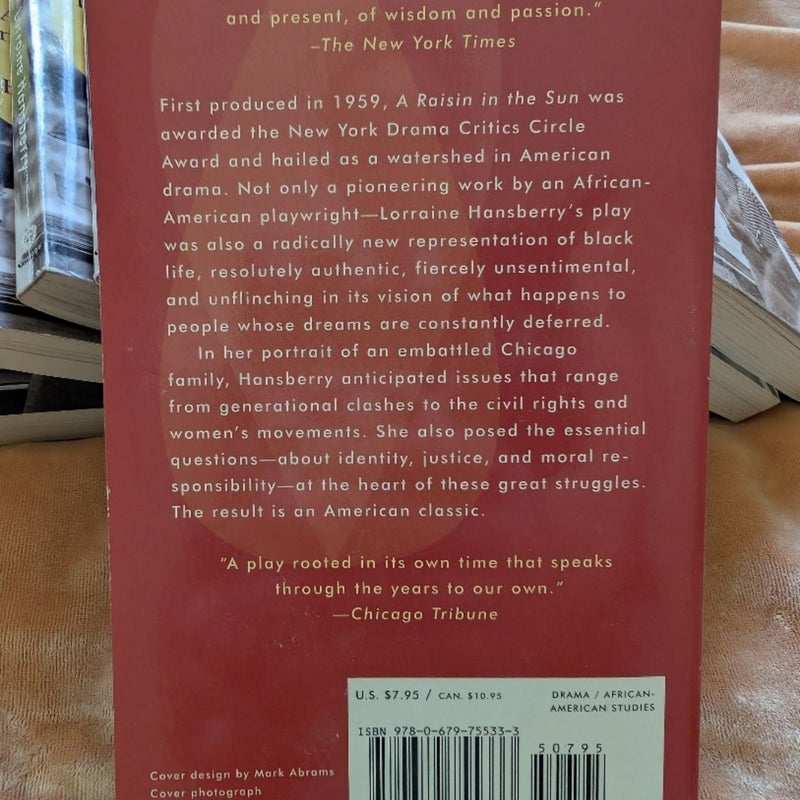 and present, of wisdom and passion.”
–The New York Times
First produced in 1959, A Raisin in the Sun was
awarded the New York Drama Critics Circle
Award and hailed as a watershed in American
drama. Not only a pioneering work by an African-
American playwright—Lorraine Hansberry’s play
was also a radically new representation of black
life, resolutely authentic, fiercely unsentimental,
and unflinching in its vision of what happens to
people whose dreams are constantly deferred.
In her portrait of an embattled Chicago
family, Hansberry anticipated issues that range
from generational clashes to the civil rights and
women’s movements. She also posed the essential
questions—about identity, justice, and moral re-
sponsibility—at the heart of these great struggles.
The result is an American classic.
“A play rooted in its own time that speaks
through the years to our own.”
—Chicago Tribune
U.S. $7.95 / CAN. $10.95
DRAMA / AFRICAN-
AMERICAN STUDIES
ISBN 978-0-679-75533-3
50795
Cover design by Mark Abrams
Cover photograph